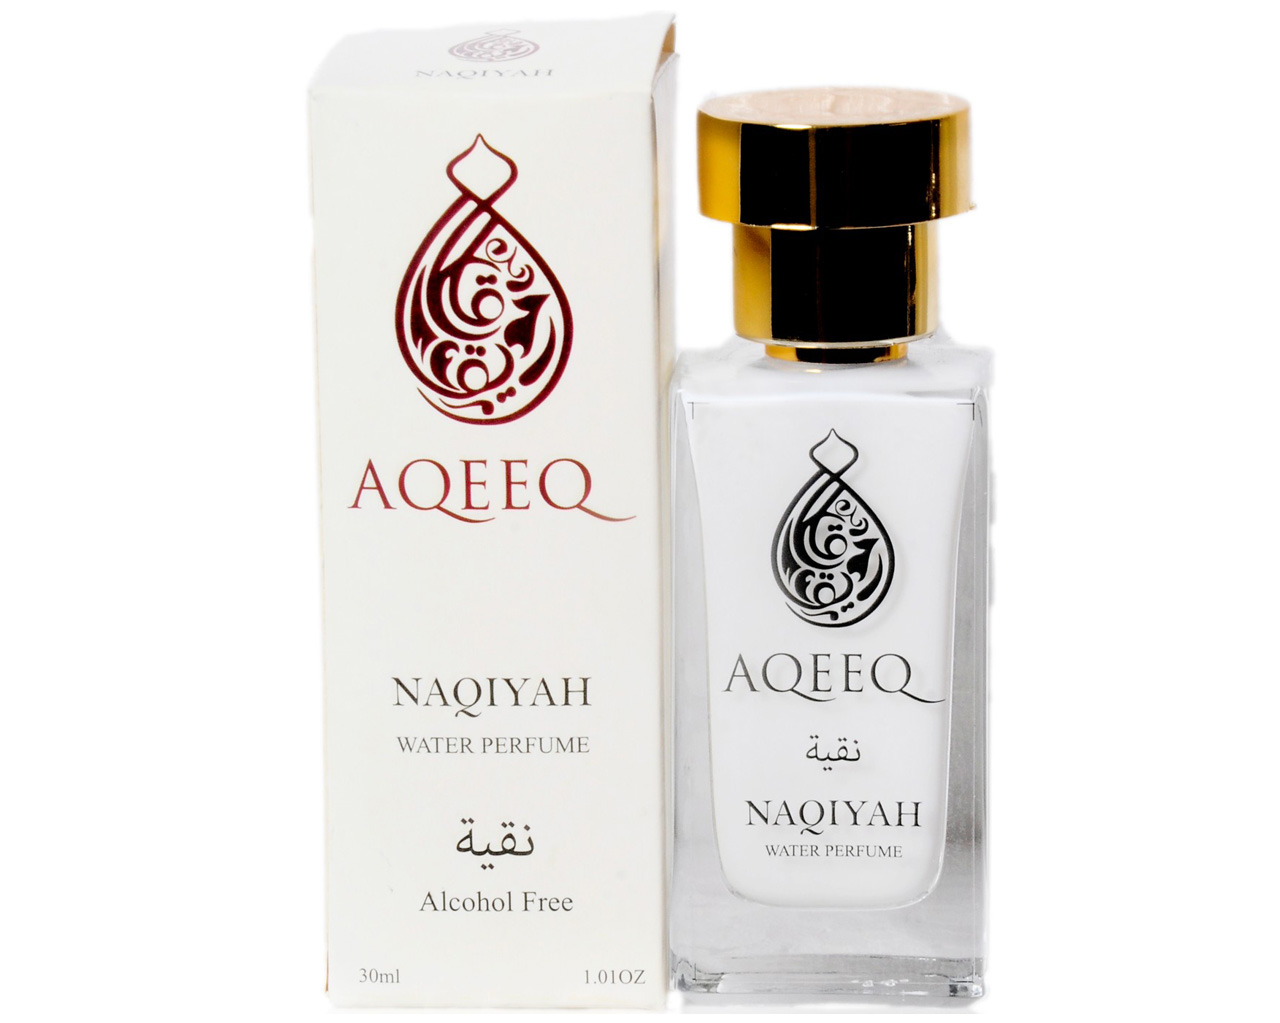 NAQIYAH
AQEEQ
NAQIYAH
WATER PERFUME
نقية
Alcohol Free
30ml
1.01OZ
AQEEQ
نقية
NAQIYAH
WATER PERFUME